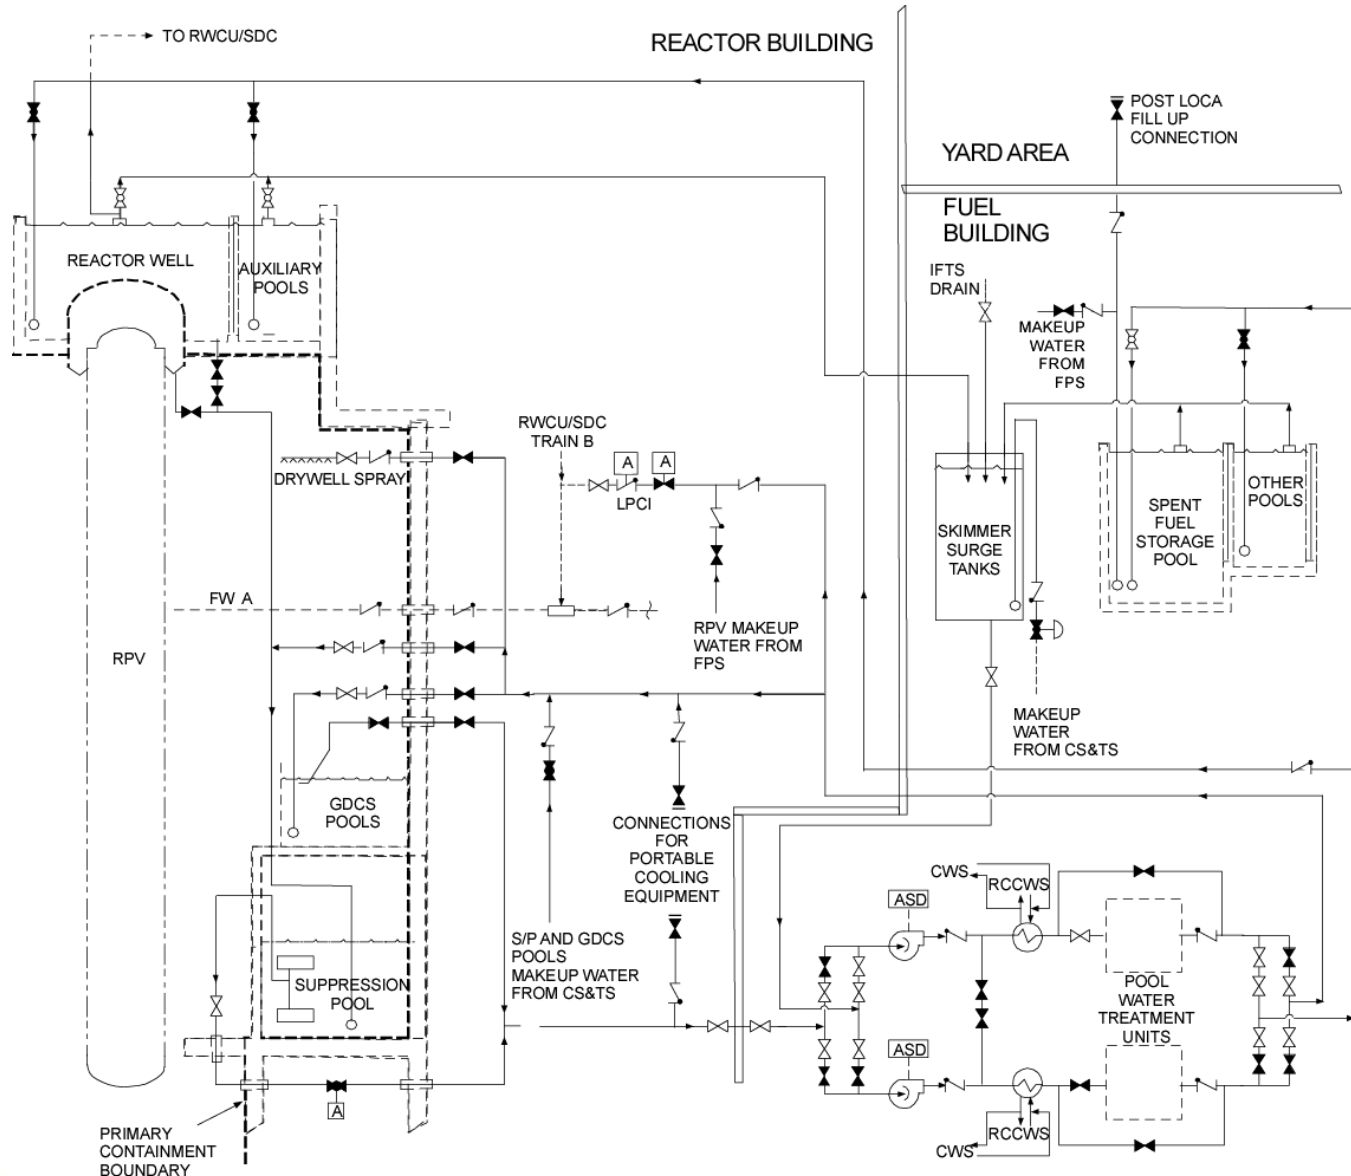 TO RWCU/SDC
REACTOR BUILDING
POST LOCA
FILL UP
CONNECTION
YARD AREA
FUEL
BUILDING
REACTOR WELL
AUXILIARY
POOLS
IFTS
DRAIN
MAKEUP
WATER
FROM
FPS
RWCU/SDC
TRAIN B
A
A
LPCI
DRYWELL SPRAY
SKIMMER
SURGE
TANKS
SPENT
FUEL
STORAGE
POOL
OTHER
POOLS
FW A
RPV
RPV MAKEUP
WATER FROM
FPS
MAKEUP
WATER
FROM CS&TS
GDCS
POOLS
CONNECTIONS
FOR
PORTABLE
COOLING
EQUIPMENT
S/P AND GDCS
POOLS
MAKEUP WATER
FROM CS&TS
SUPPRESSION
POOL
CWS
RCCWS
ASD
POOL
WATER
TREATMENT
UNITS
ASD
RCCWS
CWS
A
PRIMARY
CONTAINMENT
BOUNDARY